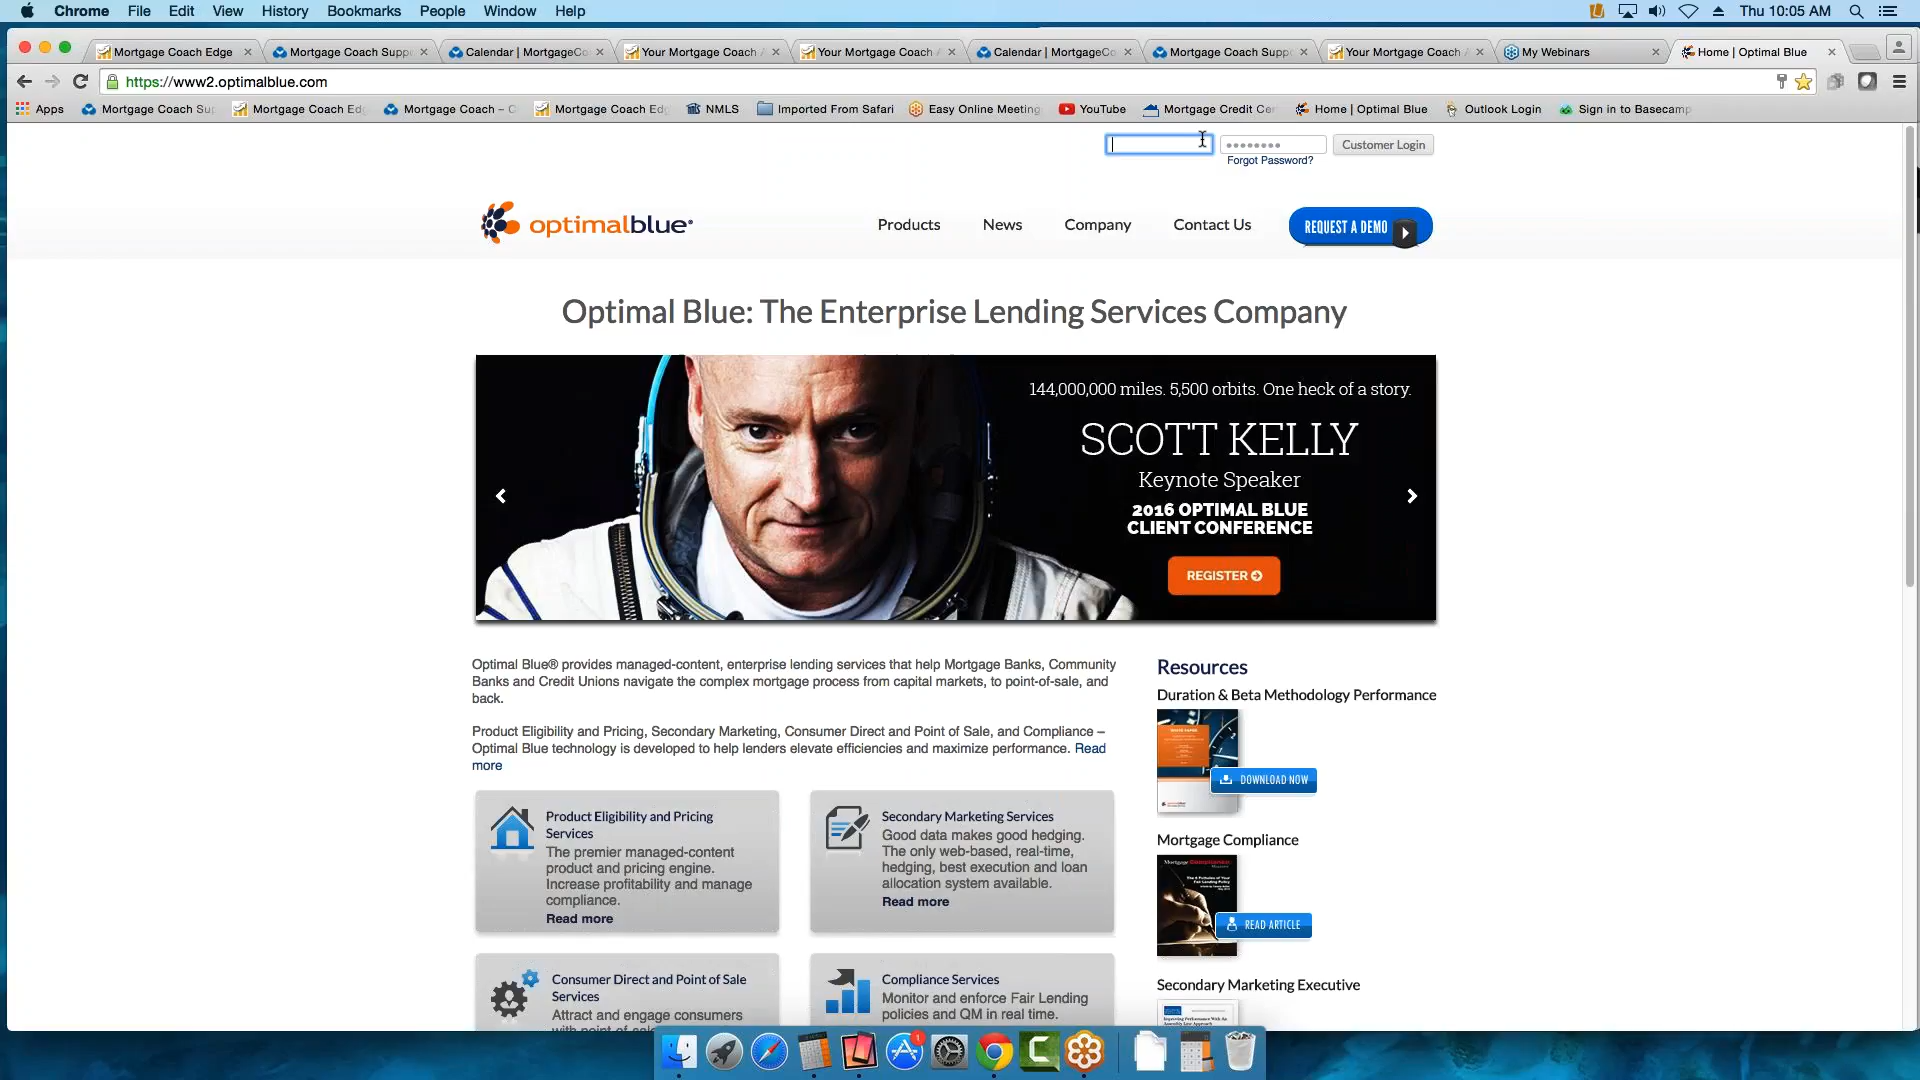 Chrome File Edit View History Bookmarks People Window Help Thu 10:05 AM
Mortgage Coach Edge Mortgage Coach Supp Calendar | MortgageCo Your Mortgage Coach Your Mortgage Coach Calendar | MortgageCo Mortgage Coach Supp Your Mortgage Coach My Webinars Home | Optimal Blue
https://www2.optimalblue.com
Apps Mortgage Coach Su Mortgage Coach Ed Mortgage Coach – C Mortgage Coach Ed NMLS Imported From Safari Easy Online Meeting YouTube Mortgage Credit Cer Home | Optimal Blue Outlook Login Sign in to Basecamp
Customer Login
Forgot Password?
optimalblue®
Products News Company Contact Us REQUEST A DEMO
Optimal Blue: The Enterprise Lending Services Company
144,000,000 miles. 5,500 orbits. One heck of a story.
SCOTT KELLY
Keynote Speaker
2016 OPTIMAL BLUE
CLIENT CONFERENCE
REGISTER
Optimal Blue® provides managed-content, enterprise lending services that help Mortgage Banks, Community
Banks and Credit Unions navigate the complex mortgage process from capital markets, to point-of-sale, and
back.
Product Eligibility and Pricing, Secondary Marketing, Consumer Direct and Point of Sale, and Compliance –
Optimal Blue technology is developed to help lenders elevate efficiencies and maximize performance. Read
more
Product Eligibility and Pricing
Services
The premier managed-content
product and pricing engine.
Increase profitability and manage
compliance.
Read more
Secondary Marketing Services
Good data makes good hedging.
The only web-based, real-time,
hedging, best execution and loan
allocation system available.
Read more
Consumer Direct and Point of Sale
Services
Attract and engage consumers
Compliance Services
Monitor and enforce Fair Lending
policies and QM in real time.
Resources
Duration & Beta Methodology Performance
DOWNLOAD NOW
Mortgage Compliance
READ ARTICLE
Secondary Marketing Executive
1